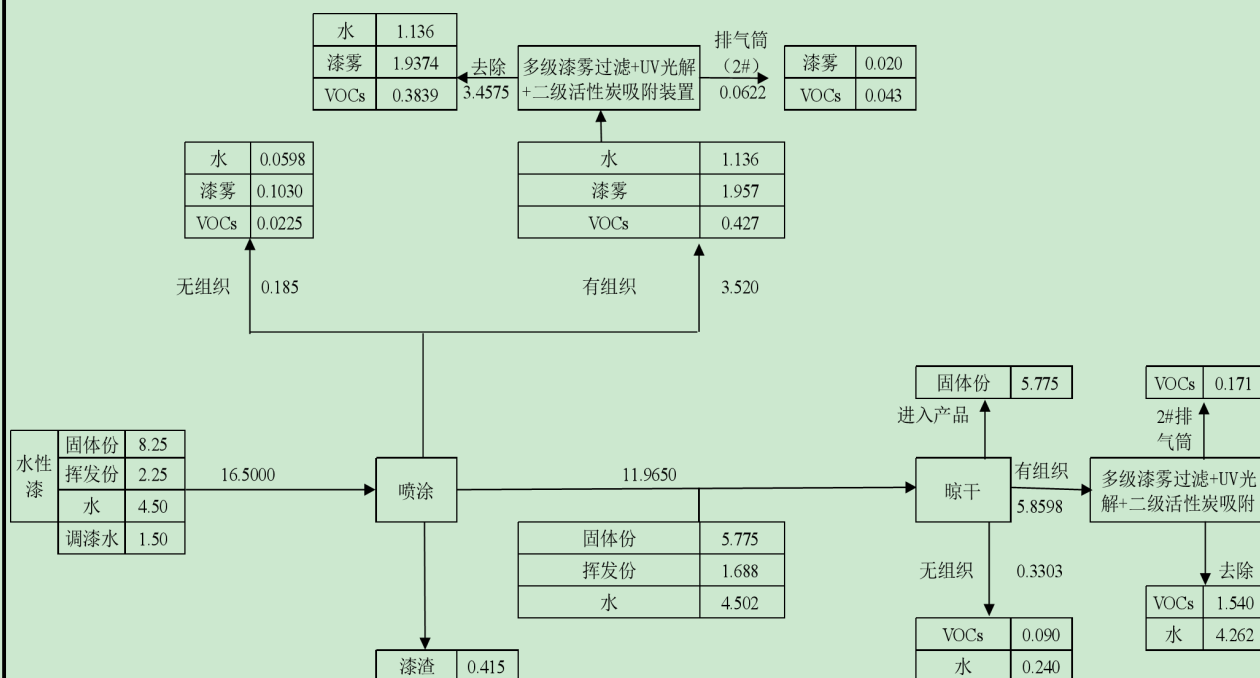 水 1.136
漆雾 1.9374
VOCs 0.3839
去除
3.4575
多级漆雾过滤+UV光解
+二级活性炭吸附装置
排气筒
（2#）
0.0622
漆雾 0.020
VOCs 0.043
水 0.0598
漆雾 0.1030
VOCs 0.0225
水 1.136
漆雾 1.957
VOCs 0.427
无组织 0.185
有组织 3.520
固体份 5.775
进入产品
VOCs 0.171
2#排
气筒
水性
漆
固体份 8.25
挥发份 2.25
水 4.50
调漆水 1.50
16.5000
喷涂
11.9650
晾干
有组织
5.8598
多级漆雾过滤+UV光
解+二级活性炭吸附
固体份 5.775
挥发份 1.688
水 4.502
无组织 0.3303
去除
VOCs 1.540
水 4.262
VOCs 0.090
水 0.240
漆渣 0.415